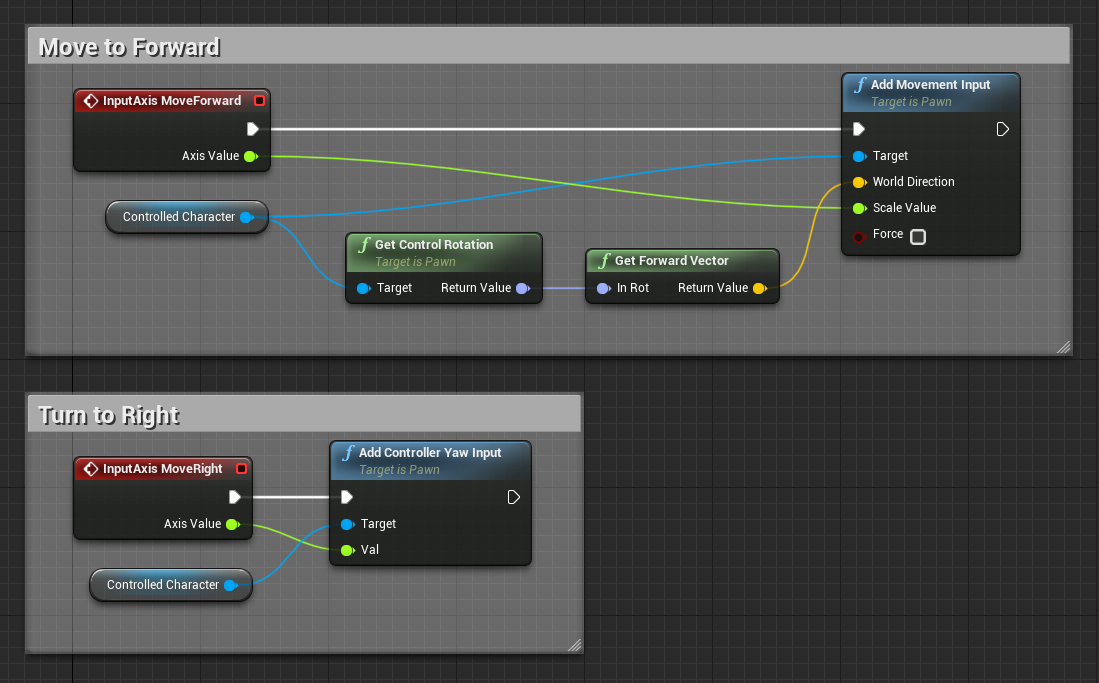 Move to Forward
InputAxis MoveForward
Axis Value
Controlled Character
Get Control Rotation
Target is Pawn
Target Return Value
Get Forward Vector
In Rot Return Value
Add Movement Input
Target is Pawn
Target
World Direction
Scale Value
Force
Turn to Right
InputAxis MoveRight
Axis Value
Controlled Character
Add Controller Yaw Input
Target is Pawn
Target
Val